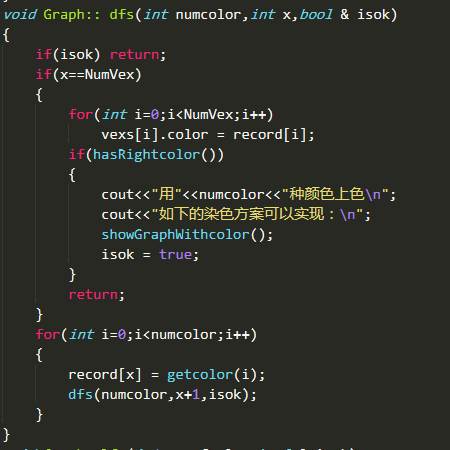 void Graph:: dfs(int numcolor,int x,bool & isok)
{
if(isok) return;
if(x==NumVex)
{
for(int i=0;i<NumVex;i++)
vexs[i].color = record[i];
if(hasRightcolor())
{
cout<<"用"<<numcolor<<"种颜色上色\n";
cout<<"如下的染色方案可以实现：\n";
showGraphWithcolor();
isok = true;
}
return;
}
for(int i=0;i<numcolor;i++)
{
record[x] = getcolor(i);
dfs(numcolor,x+1,isok);
}
}